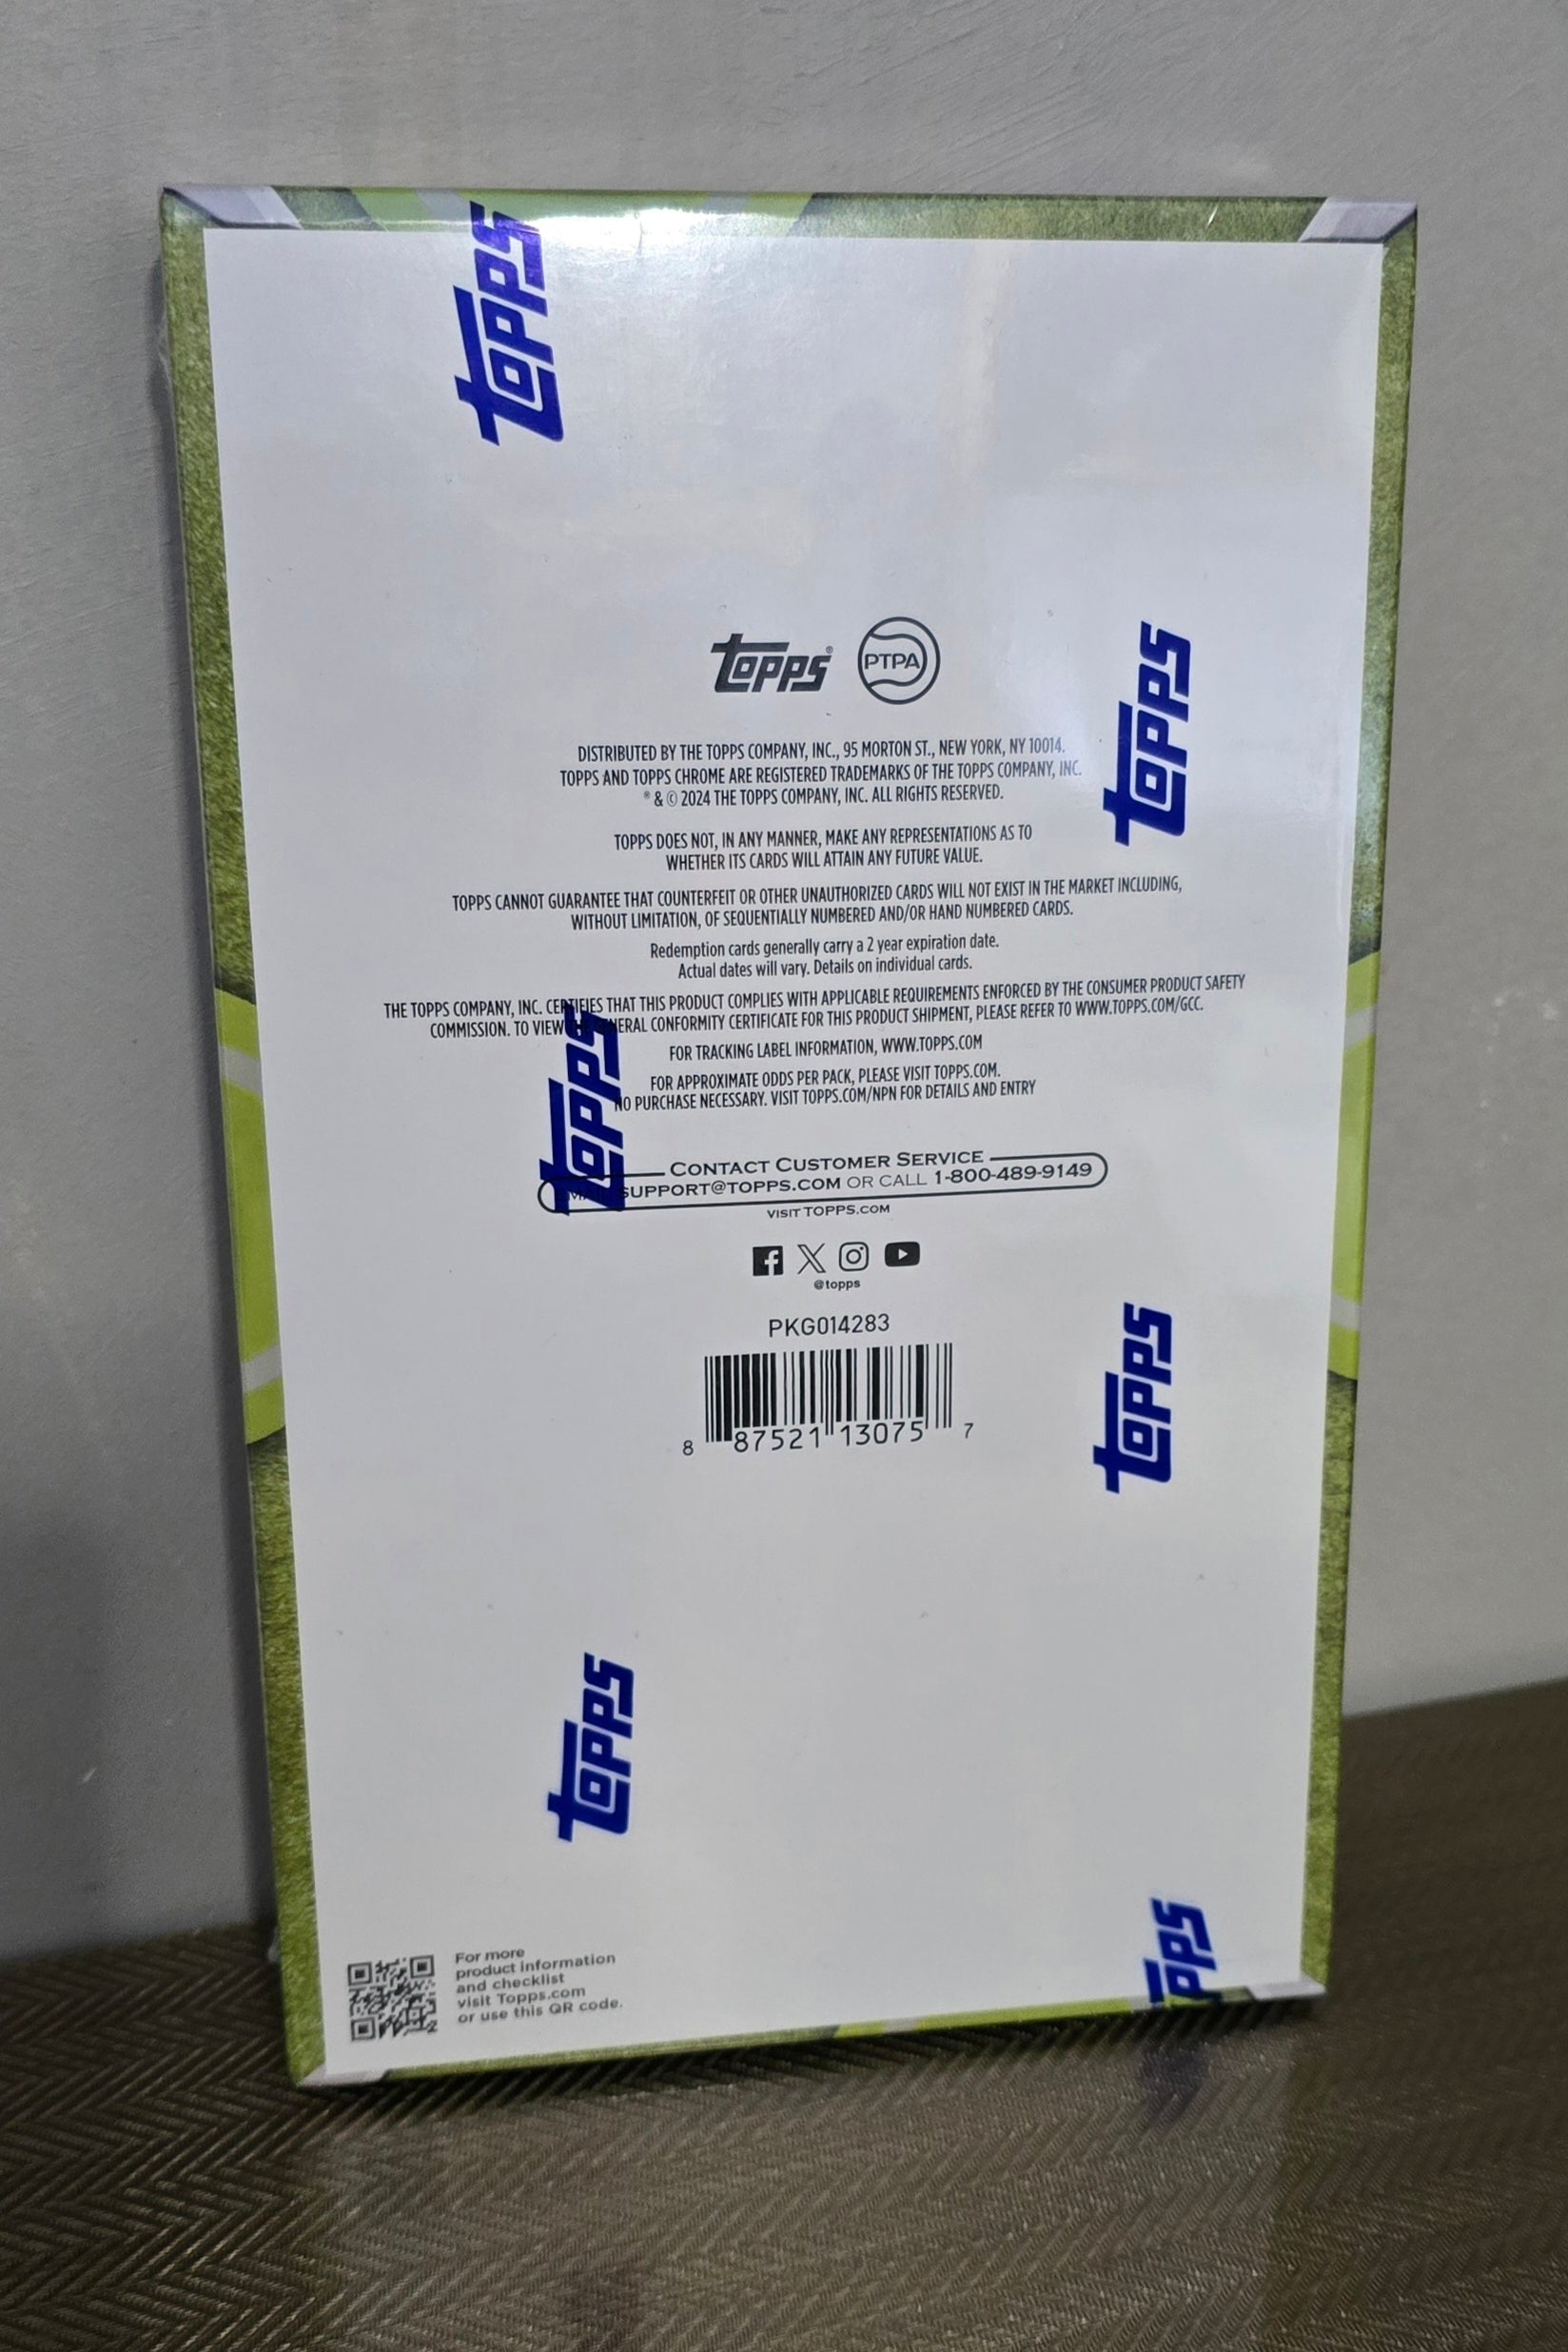 Topps
Topps® PTPA
Topps
DISTRIBUTED BY THE TOPPS COMPANY, INC., 95 MORTON ST., NEW YORK, NY 10014.
TOPPS AND TOPPS CHROME ARE REGISTERED TRADEMARKS OF THE TOPPS COMPANY, INC.
® & © 2024 THE TOPPS COMPANY, INC. ALL RIGHTS RESERVED.
TOPPS DOES NOT, IN ANY MANNER, MAKE ANY REPRESENTATIONS AS TO
WHETHER ITS CARDS WILL ATTAIN ANY FUTURE VALUE.
TOPPS CANNOT GUARANTEE THAT COUNTERFEIT OR OTHER UNAUTHORIZED CARDS WILL NOT EXIST IN THE MARKET INCLUDING,
WITHOUT LIMITATION, OF SEQUENTIALLY NUMBERED AND/OR HAND NUMBERED CARDS.
Redemption cards generally carry a 2 year expiration date.
Actual dates will vary. Details on individual cards.
THE TOPPS COMPANY, INC. CERTIFIES THAT THIS PRODUCT COMPLIES WITH APPLICABLE REQUIREMENTS ENFORCED BY THE CONSUMER PRODUCT SAFETY
COMMISSION. TO VIEW GENERAL CONFORMITY CERTIFICATE FOR THIS PRODUCT SHIPMENT, PLEASE REFER TO WWW.TOPPS.COM/GCC.
FOR TRACKING LABEL INFORMATION, WWW.TOPPS.COM
FOR APPROXIMATE ODDS PER PACK, PLEASE VISIT TOPPS.COM.
NO PURCHASE NECESSARY. VISIT TOPPS.COM/NPN FOR DETAILS AND ENTRY
Topps
CONTACT CUSTOMER SERVICE
SUPPORT@TOPPS.COM OR CALL 1-800-489-9149
VISIT TOPPS.COM
@topps
PKG014283
8 87521 13075 7
Topps
Topps
pps
For more
product information
and checklist
visit Topps.com
or use this QR code.
2